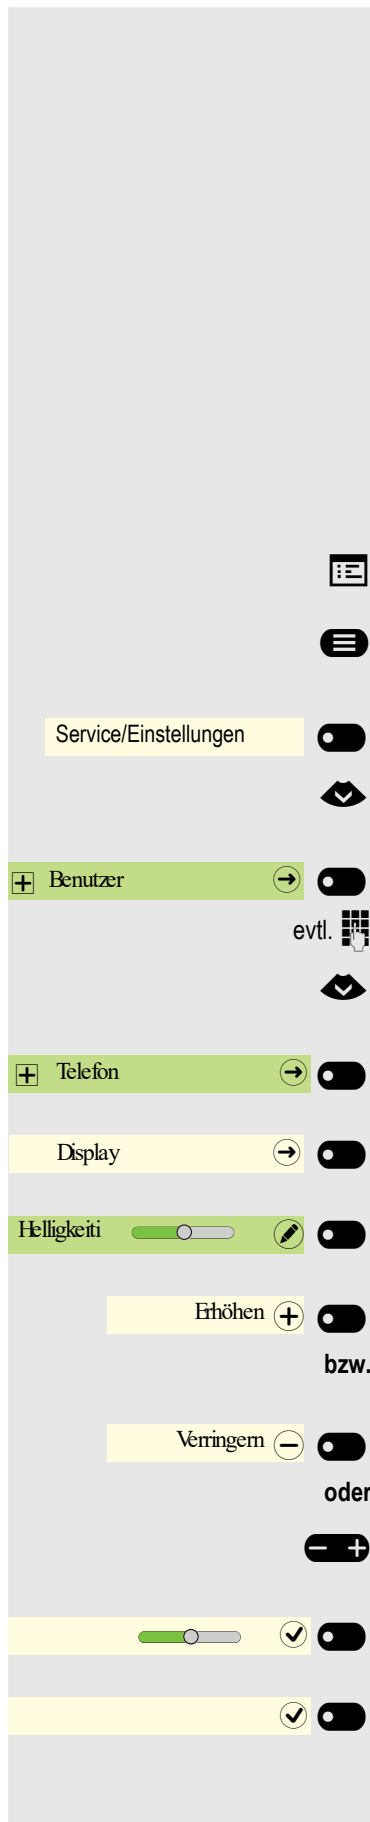 Service/Einstellungen
Benutzer
evtl.
Telefon
Display
Helligkeiti
Erhöhen
bzw.
Verringern
oder